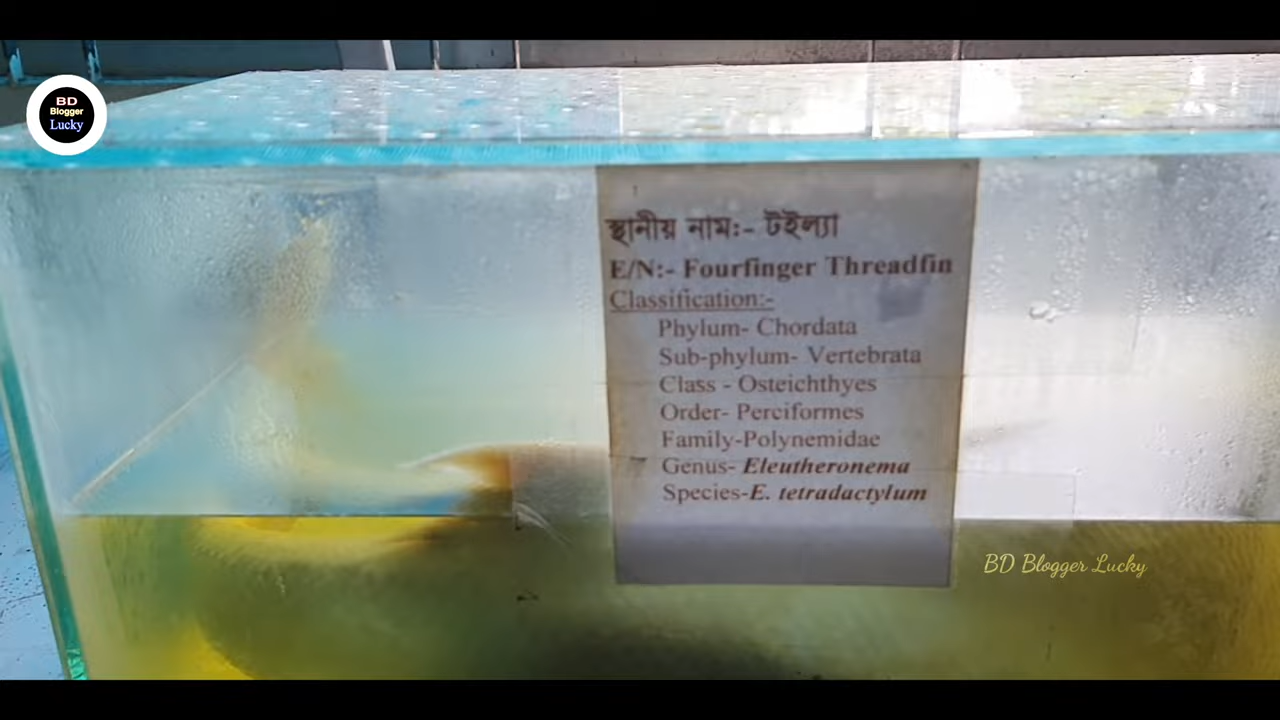 BD
Blogger
Lucky
স্থানীয় নাম:- টইল্যা
E/N:- Fourfinger Threadfin
Classification:-
Phylum- Chordata
Sub-phylum- Vertebrata
Class - Osteichthyes
Order- Perciformes
Family-Polynemidae
Genus- Eleutheronema
Species-E. tetradactylum
BD Blogger Lucky